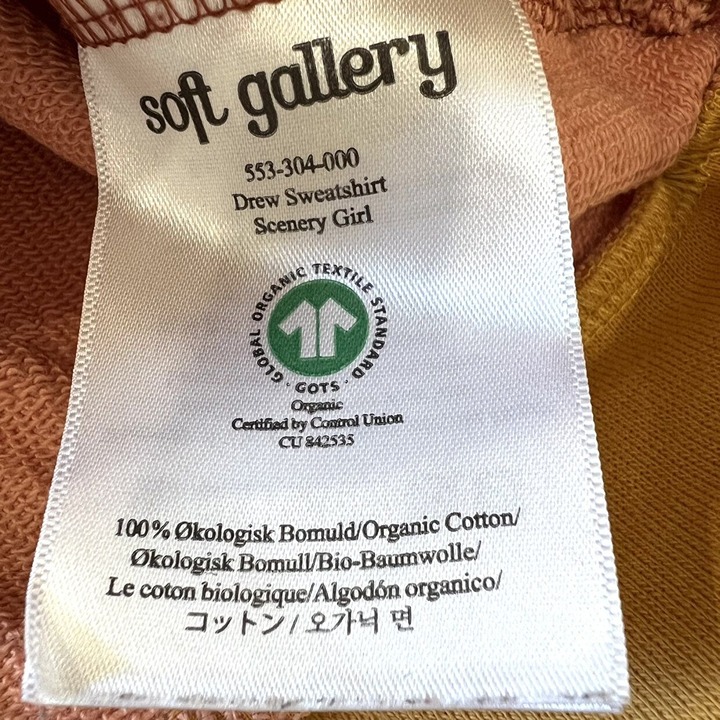 soft gallery
553-304-000
Drew Sweatshirt
Scenery Girl
GLOBAL ORGANIC TEXTILE STANDARD · GOTS ·
Organic
Certified by Control Union
CU 842535
100% Økologisk Bomuld/Organic Cotton/
Økologisk Bomull/Bio-Baumwolle/
Le coton biologique/Algodón organico/
コットン/오가닉 면